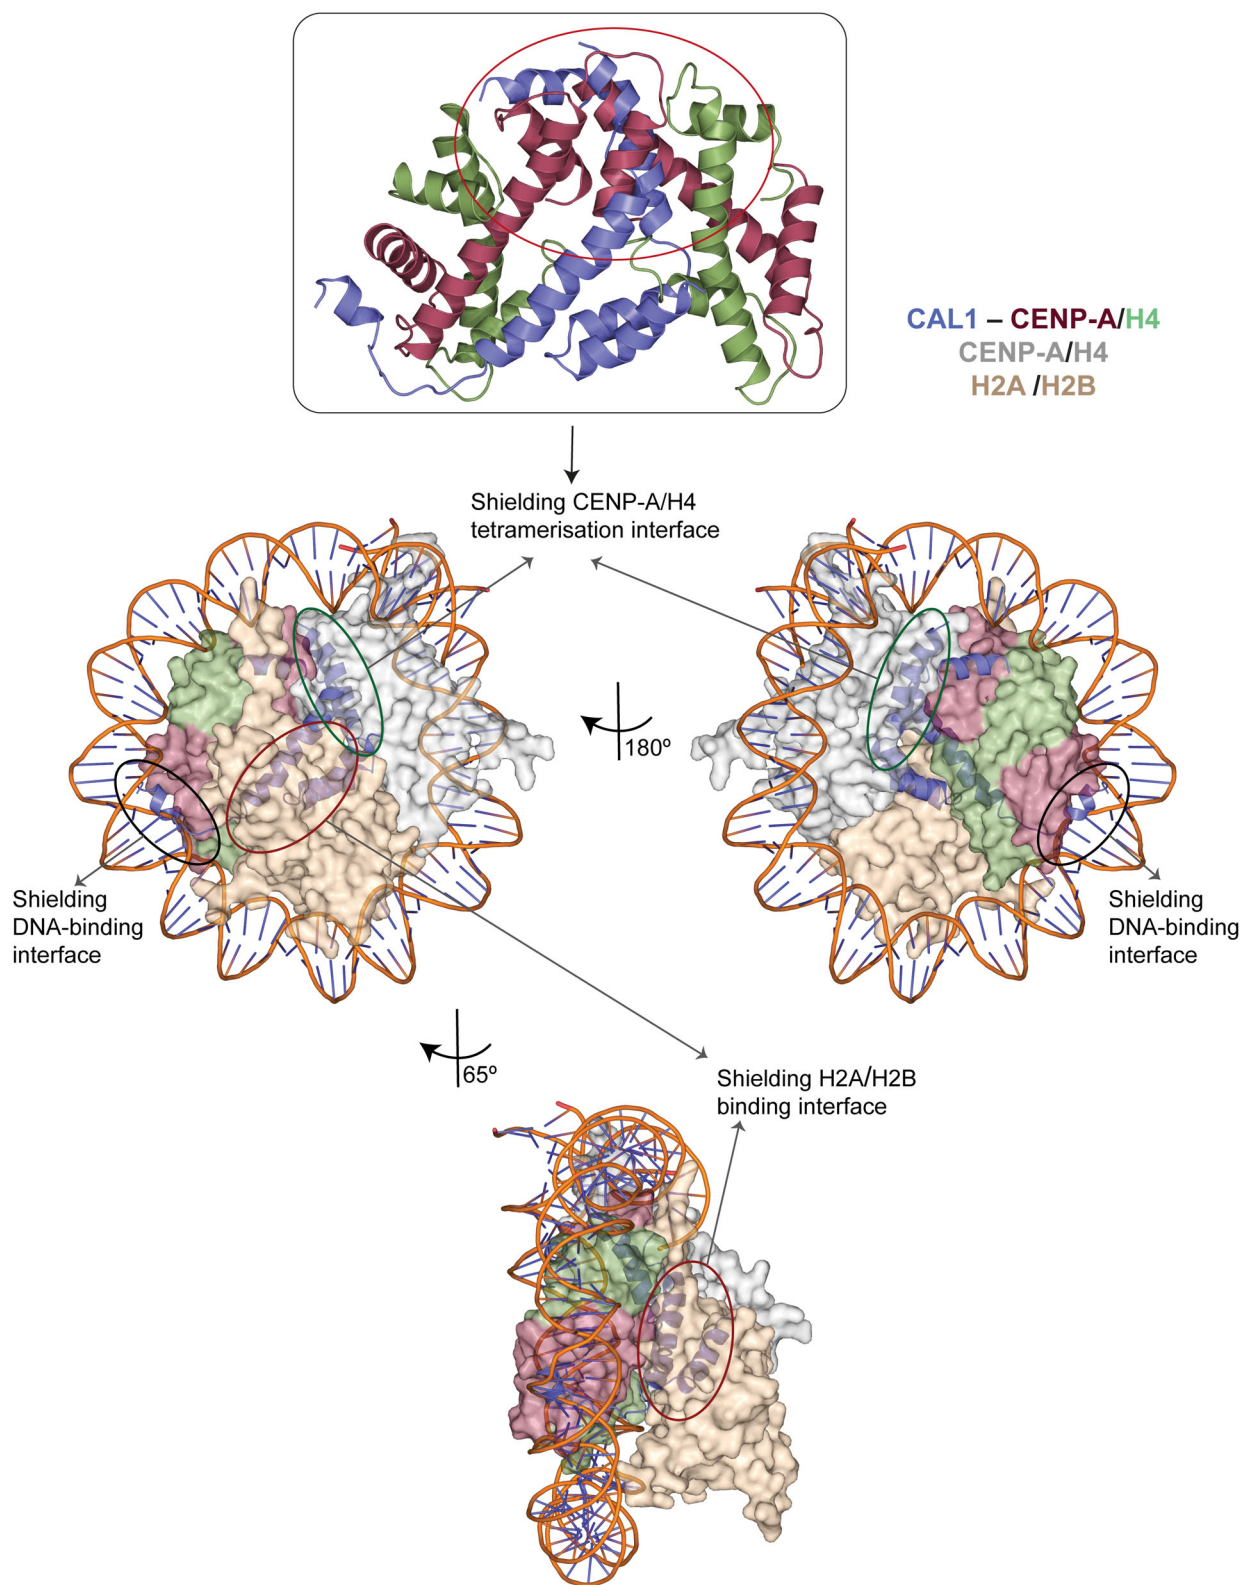 CAL1 – CENP-A/H4
CENP-A/H4
H2A /H2B
Shielding CENP-A/H4
tetramerisation interface
180º
Shielding
DNA-binding
interface
Shielding
DNA-binding
interface
65º
Shielding H2A/H2B
binding interface